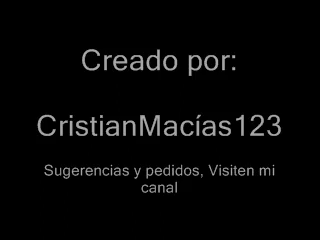 Creado por:
CristianMacías123
Sugerencias y pedidos, Visiten mi
canal